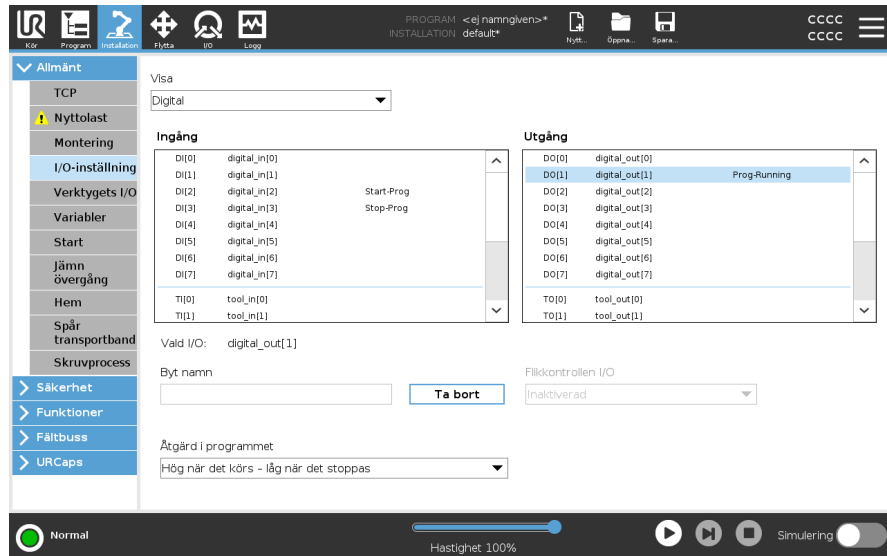 UR
Kör
Program
Installation
Flytta
I/O
Logg
PROGRAM <ej namngiven>*
INSTALLATION default*
Nytt...
Öppna...
Spara...
CCCC
CCCC
Allmänt
TCP
Nyttolast
Montering
I/O-inställning
Verktygets I/O
Variabler
Start
Jämn
övergång
Hem
Spår
transportband
Skruvprocess
Säkerhet
Funktioner
Fältbuss
URCaps
Visa
Digital
Ingång
DI[0] digital_in[0]
DI[1] digital_in[1]
DI[2] digital_in[2] Start-Prog
DI[3] digital_in[3] Stop-Prog
DI[4] digital_in[4]
DI[5] digital_in[5]
DI[6] digital_in[6]
DI[7] digital_in[7]
TI[0] tool_in[0]
TI[1] tool_in[1]
Utgång
DO[0] digital_out[0]
DO[1] digital_out[1] Prog-Running
DO[2] digital_out[2]
DO[3] digital_out[3]
DO[4] digital_out[4]
DO[5] digital_out[5]
DO[6] digital_out[6]
DO[7] digital_out[7]
TO[0] tool_out[0]
TO[1] tool_out[1]
Vald I/O: digital_out[1]
Byt namn
Ta bort
Flikkontrollen I/O
Inaktiverad
Åtgärd i programmet
Hög när det körs – låg när det stoppas
Normal
Hastighet 100%
Simulering